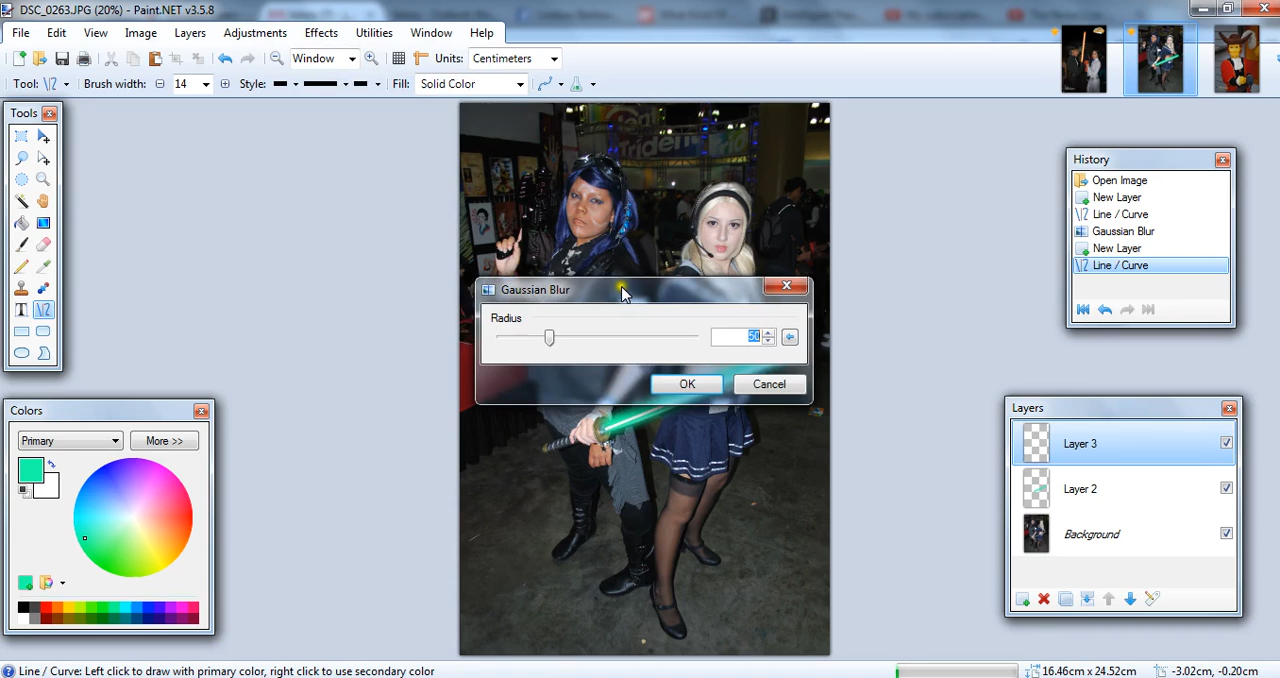 DSC_0263.JPG (20%) - Paint.NET v3.5.8
File Edit View Image Layers Adjustments Effects Utilities Window Help
Window Units: Centimeters
Tool: Brush width: 14 Style: Fill: Solid Color
Tools
T
Colors
Primary More >>
Trident
Gaussian Blur
Radius
50
OK Cancel
History
Open Image
New Layer
Line / Curve
Gaussian Blur
New Layer
Line / Curve
Layers
Layer 3
Layer 2
Background
Line / Curve: Left click to draw with primary color, right click to use secondary color
16.46cm x 24.52cm
-3.02cm, -0.20cm